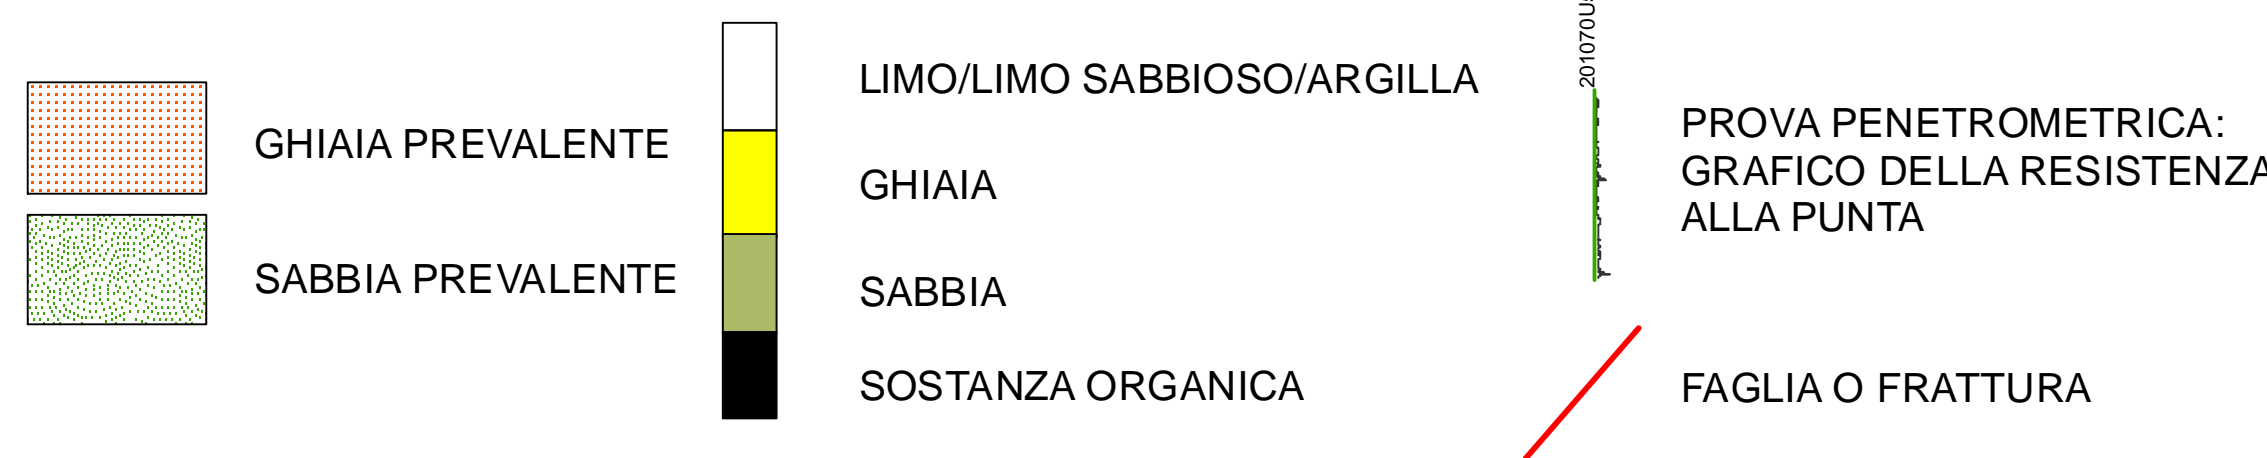 GHIAIA PREVALENTE
SABBIA PREVALENTE
LIMO/LIMO SABBIOSO/ARGILLA
GHIAIA
SABBIA
SOSTANZA ORGANICA
PROVA PENETROMETRICA:
GRAFICO DELLA RESISTENZA
ALLA PUNTA
FAGLIA O FRATTURA